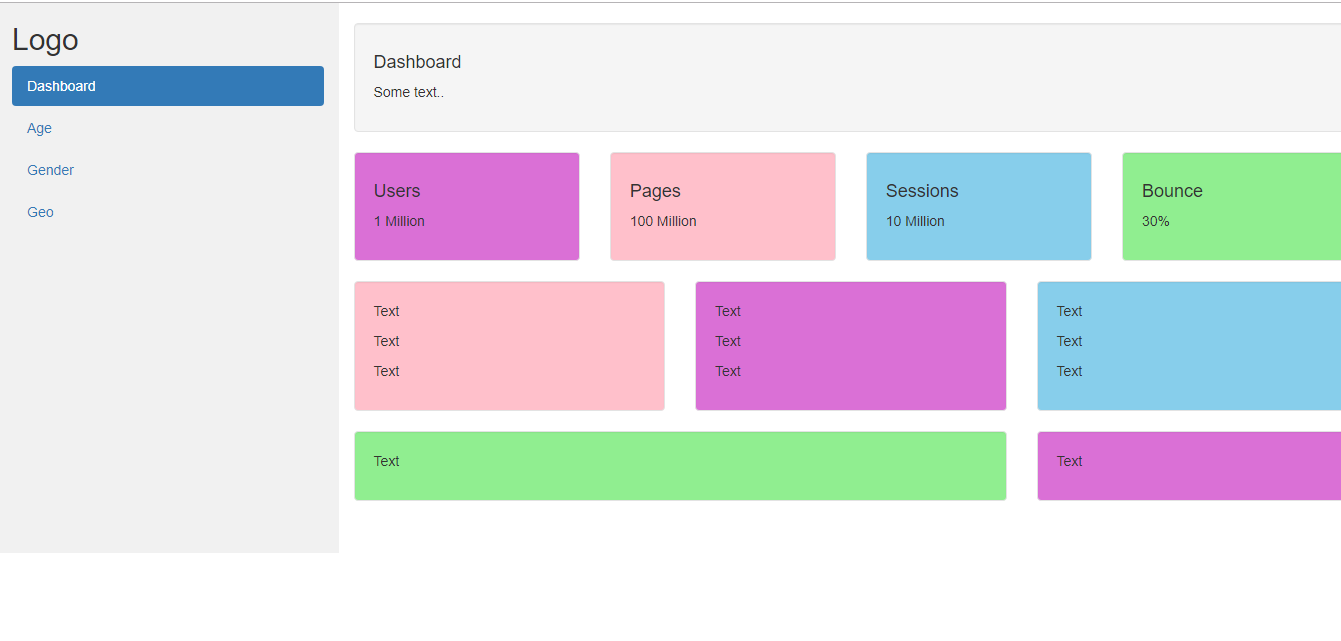 Logo
Dashboard
Age
Gender
Geo
Dashboard
Some text..
Users
1 Million
Pages
100 Million
Sessions
10 Million
Bounce
30%
Text
Text
Text
Text
Text
Text
Text
Text
Text
Text
Text